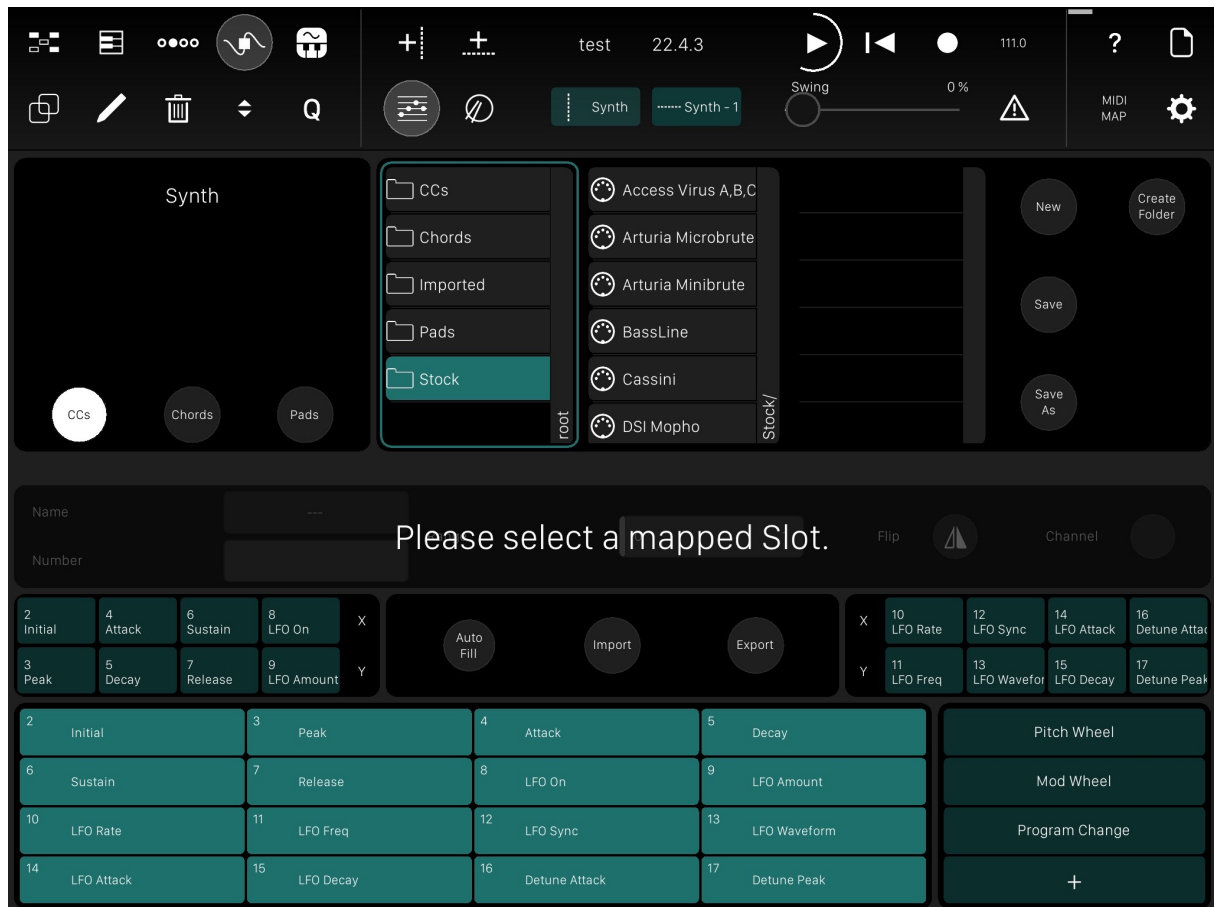 test 22.4.3 111.0 ?
Q Synth Synth - 1 Swing 0 % MIDI
MAP
Synth
CCs
Chords
Pads
CCs
Chords
Imported
Pads
Stock
root
Access Virus A,B,C
Arturia Microbrute
Arturia Minibrute
BassLine
Cassini
DSI Mopho
Stock/
New
Create
Folder
Save
Save
As
Name ---
Number
Please select a mapped Slot.
Flip
Channel
2 4 6 8
Initial Attack Sustain LFO On X
3 5 7 9
Peak Decay Release LFO Amount Y
Auto
Fill
Import
Export
10 12 14 16
X LFO Rate LFO Sync LFO Attack Detune Attac
11 13 15 17
Y LFO Freq LFO Wavefor LFO Decay Detune Peak
2 Initial 3 Peak 4 Attack 5 Decay
6 Sustain 7 Release 8 LFO On 9 LFO Amount
10 LFO Rate 11 LFO Freq 12 LFO Sync 13 LFO Waveform
14 LFO Attack 15 LFO Decay 16 Detune Attack 17 Detune Peak
Pitch Wheel
Mod Wheel
Program Change
+